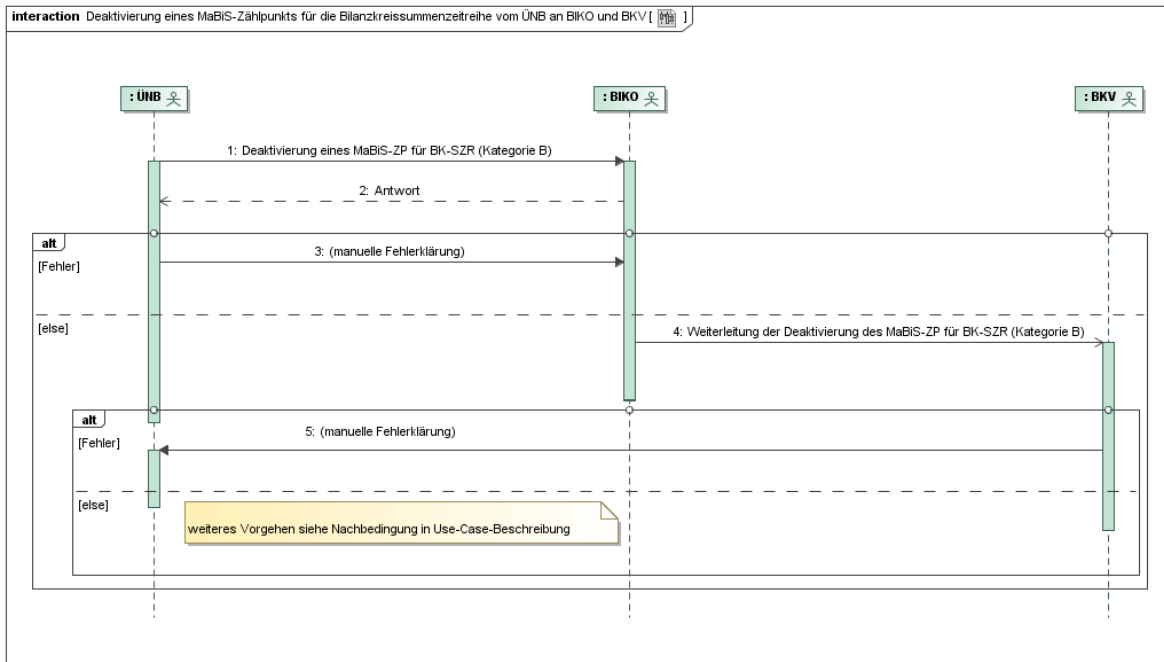 interaction Deaktivierung eines MaBiS-Zählpunkts für die Bilanzkreissummenzeitreihe vom ÜNB an BIKO und BKV [ ]
: ÜNB
: BIKO
: BKV
1: Deaktivierung eines MaBiS-ZP für BK-SZR (Kategorie B)
2: Antwort
alt
3: (manuelle Fehlerklärung)
[Fehler]
[else]
4: Weiterleitung der Deaktivierung des MaBiS-ZP für BK-SZR (Kategorie B)
alt
5: (manuelle Fehlerklärung)
[Fehler]
[else]
weiteres Vorgehen siehe Nachbedingung in Use-Case-Beschreibung